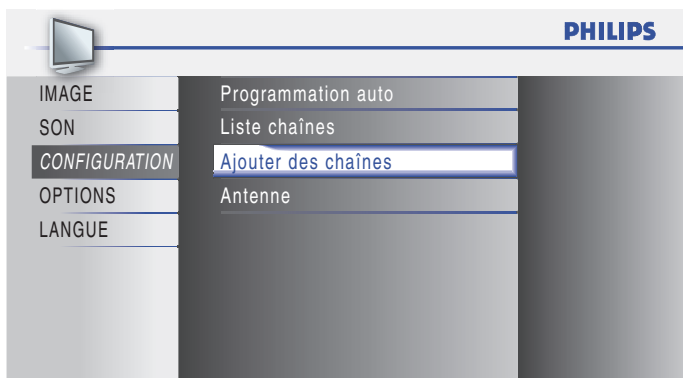 PHILIPS
IMAGE
SON
CONFIGURATION
OPTIONS
LANGUE
Programmation auto
Liste chaînes
Ajouter des chaînes
Antenne